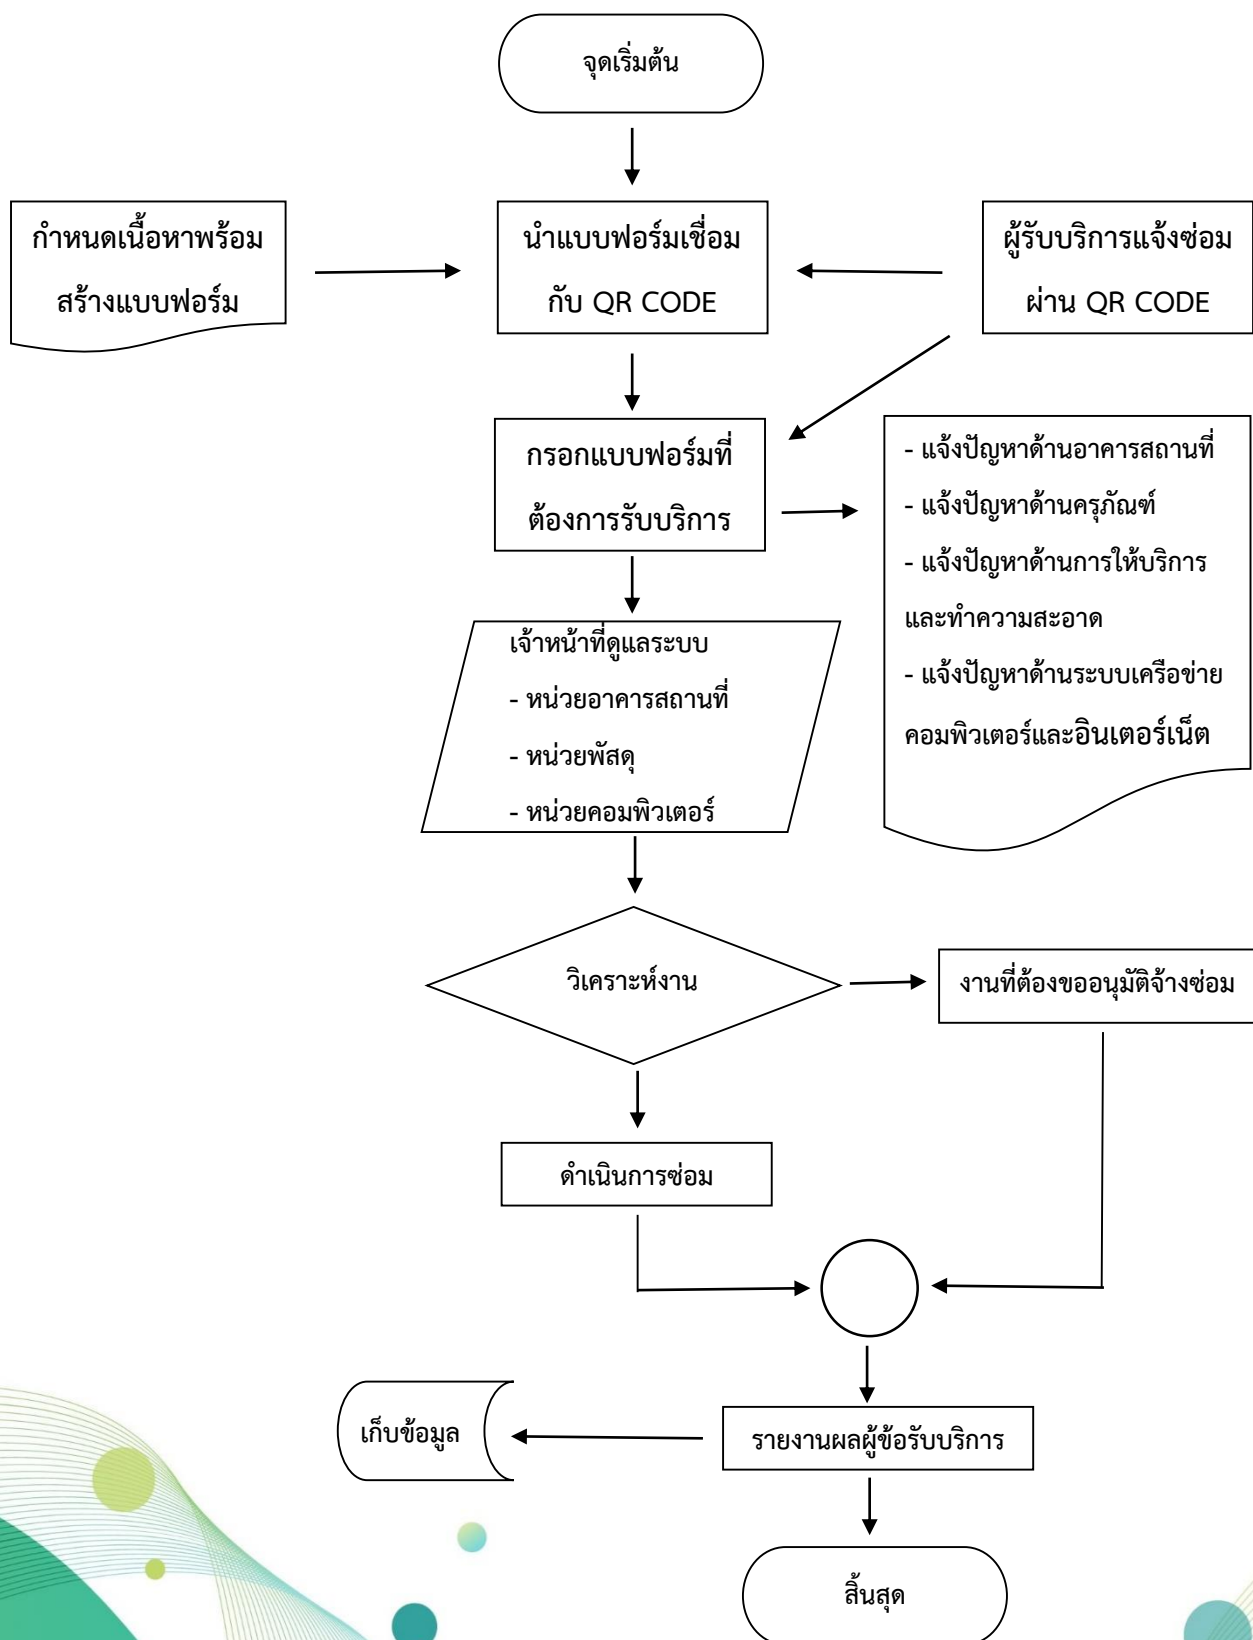 จุดเริ่มต้น
กำหนดเนื้อหาพร้อม
สร้างแบบฟอร์ม
นำแบบฟอร์มเชื่อม
กับ QR CODE
ผู้รับบริการแจ้งซ่อม
ผ่าน QR CODE
กรอกแบบฟอร์มที่
ต้องการรับบริการ
- แจ้งปัญหาด้านอาคารสถานที่
- แจ้งปัญหาด้านครุภัณฑ์
- แจ้งปัญหาด้านการให้บริการ
และทำความสะอาด
- แจ้งปัญหาด้านระบบเครือข่าย
คอมพิวเตอร์และอินเตอร์เน็ต
เจ้าหน้าที่ดูแลระบบ
- หน่วยอาคารสถานที่
- หน่วยพัสดุ
- หน่วยคอมพิวเตอร์
วิเคราะห์งาน
งานที่ต้องขออนุมัติจ้างซ่อม
ดำเนินการซ่อม
เก็บข้อมูล
รายงานผลผู้ข้อรับบริการ
สิ้นสุด